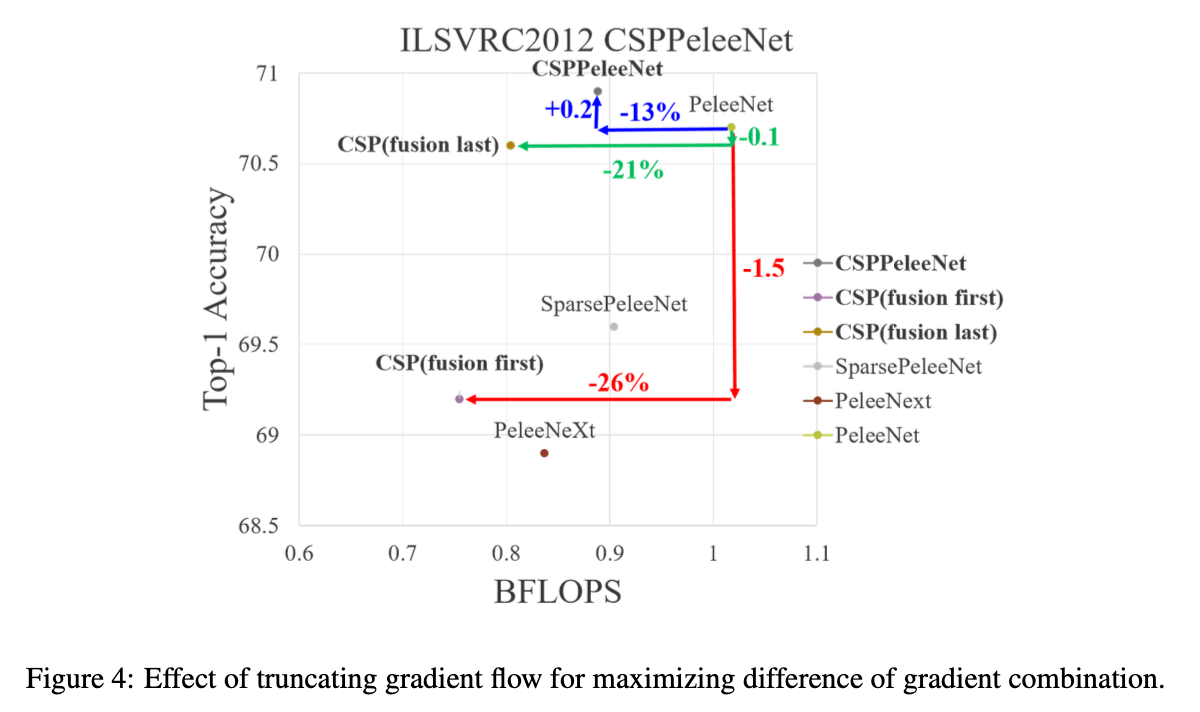 ILSVRC2012 CSPPeleeNet
71
CSPPeleeNet
+0.2
-13%
PeleeNet
CSP(fusion last)
-0.1
70.5
-21%
Top-1 Accuracy
70
-1.5
CSPPeleeNet
CSP(fusion first)
SparsePeleeNet
CSP(fusion last)
69.5
CSP(fusion first)
SparsePeleeNet
-26%
PeleeNext
69
PeleeNeXt
PeleeNet
68.5
0.6 0.7 0.8 0.9 1 1.1
BFLOPS
Figure 4: Effect of truncating gradient flow for maximizing difference of gradient combination.